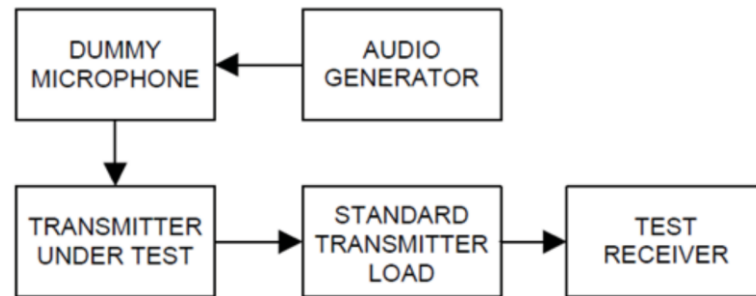 DUMMY
MICROPHONE
AUDIO
GENERATOR
TRANSMITTER
UNDER TEST
STANDARD
TRANSMITTER
LOAD
TEST
RECEIVER